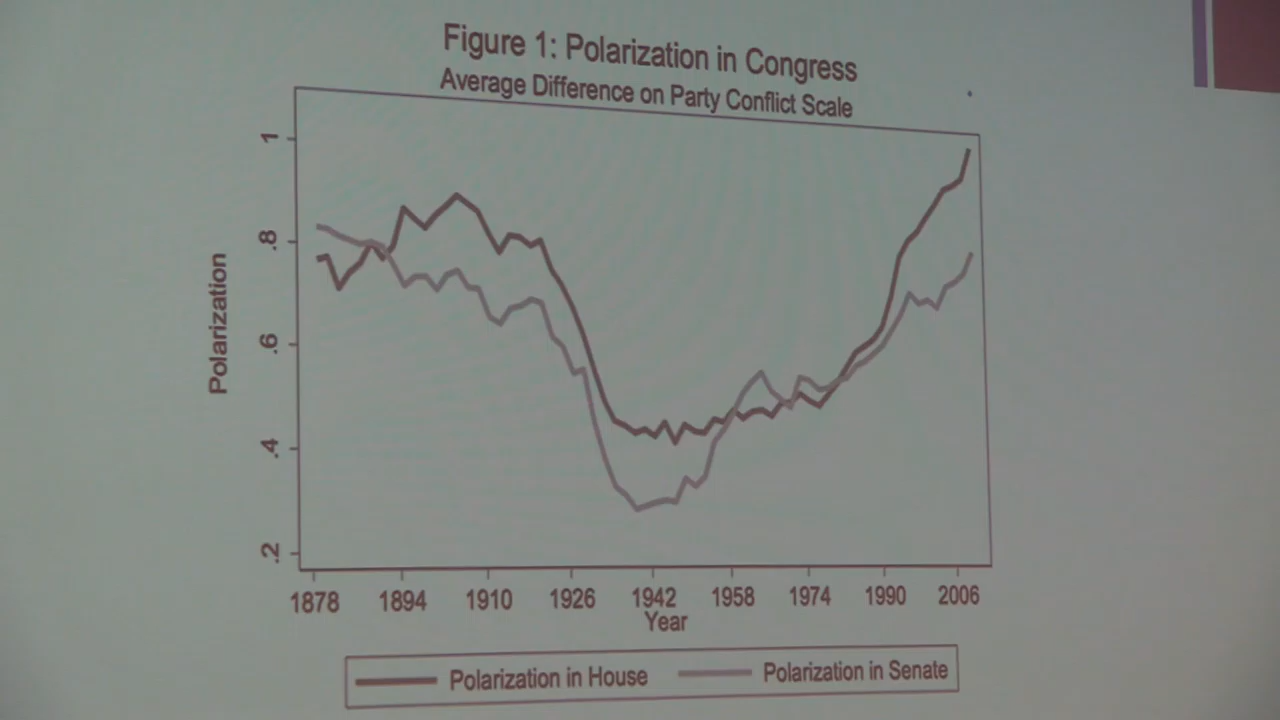 Figure 1: Polarization in Congress
Average Difference on Party Conflict Scale
1
.8
.6
.4
.2
Polarization
1878 1894 1910 1926 1942 1958 1974 1990 2006
Year
Polarization in House Polarization in Senate